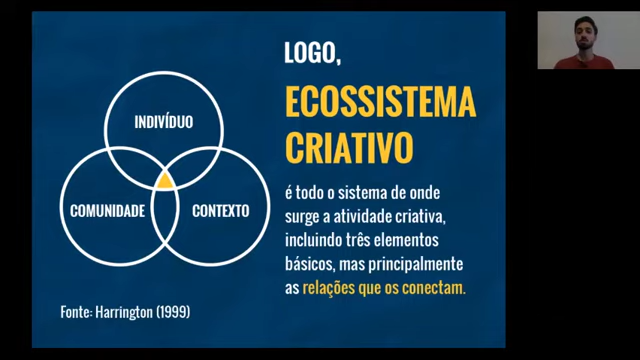 LOGO,
ECOSSISTEMA
CRIATIVO
é todo o sistema de onde
surge a atividade criativa,
incluindo três elementos
básicos, mas principalmente
as relações que os conectam.
INDIVÍDUO
COMUNIDADE
CONTEXTO
Fonte: Harrington (1999)